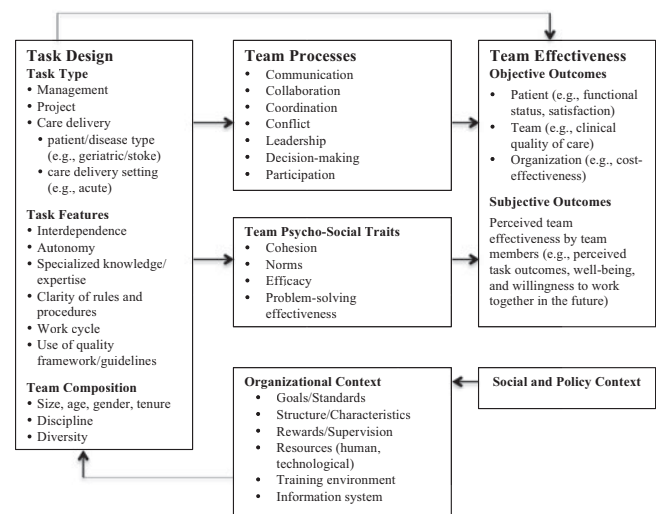 Task Design
Task Type
• Management
• Project
• Care delivery
• patient/disease type
(e.g., geriatric/stoke)
• care delivery setting
(e.g., acute)
Task Features
• Interdependence
• Autonomy
• Specialized knowledge/
expertise
• Clarity of rules and
procedures
• Work cycle
• Use of quality
framework/guidelines
Team Composition
• Size, age, gender, tenure
• Discipline
• Diversity
Team Processes
• Communication
• Collaboration
• Coordination
• Conflict
• Leadership
• Decision-making
• Participation
Team Psycho-Social Traits
• Cohesion
• Norms
• Efficacy
• Problem-solving
effectiveness
Organizational Context
• Goals/Standards
• Structure/Characteristics
• Rewards/Supervision
• Resources (human,
technological)
• Training environment
• Information system
Team Effectiveness
Objective Outcomes
• Patient (e.g., functional
status, satisfaction)
• Team (e.g., clinical
quality of care)
• Organization (e.g., cost-
effectiveness)
Subjective Outcomes
Perceived team
effectiveness by team
members (e.g., perceived
task outcomes, well-being,
and willingness to work
together in the future)
Social and Policy Context